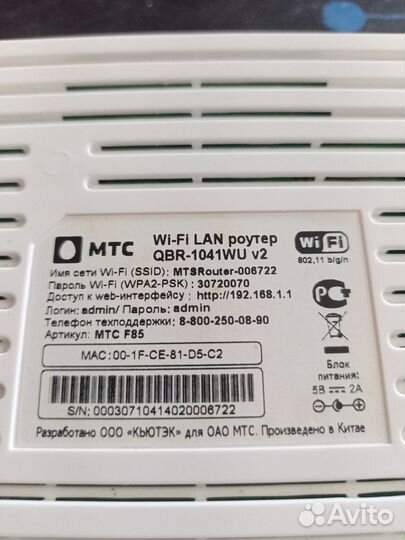 МТС
Wi-Fi LAN роутер
QBR-1041WU v2
WiFi
802.11 b/g/n
Имя сети Wi-Fi (SSID): MTSRouter-006722
Пароль Wi-Fi (WPA2-PSK): 30720070
Доступ к web-интерфейсу: http://192.168.1.1
Логин: admin/ Пароль: admin
Телефон техподдержки: 8-800-250-08-90
Артикул: МТС F85
MAC:00-1F-CE-81-D5-C2
Блок
питания:
5В 2А
S/N: 00030710414020006722
Разработано ООО «КЬЮТЭК» для ОАО МТС. Произведено в Китае
Avito